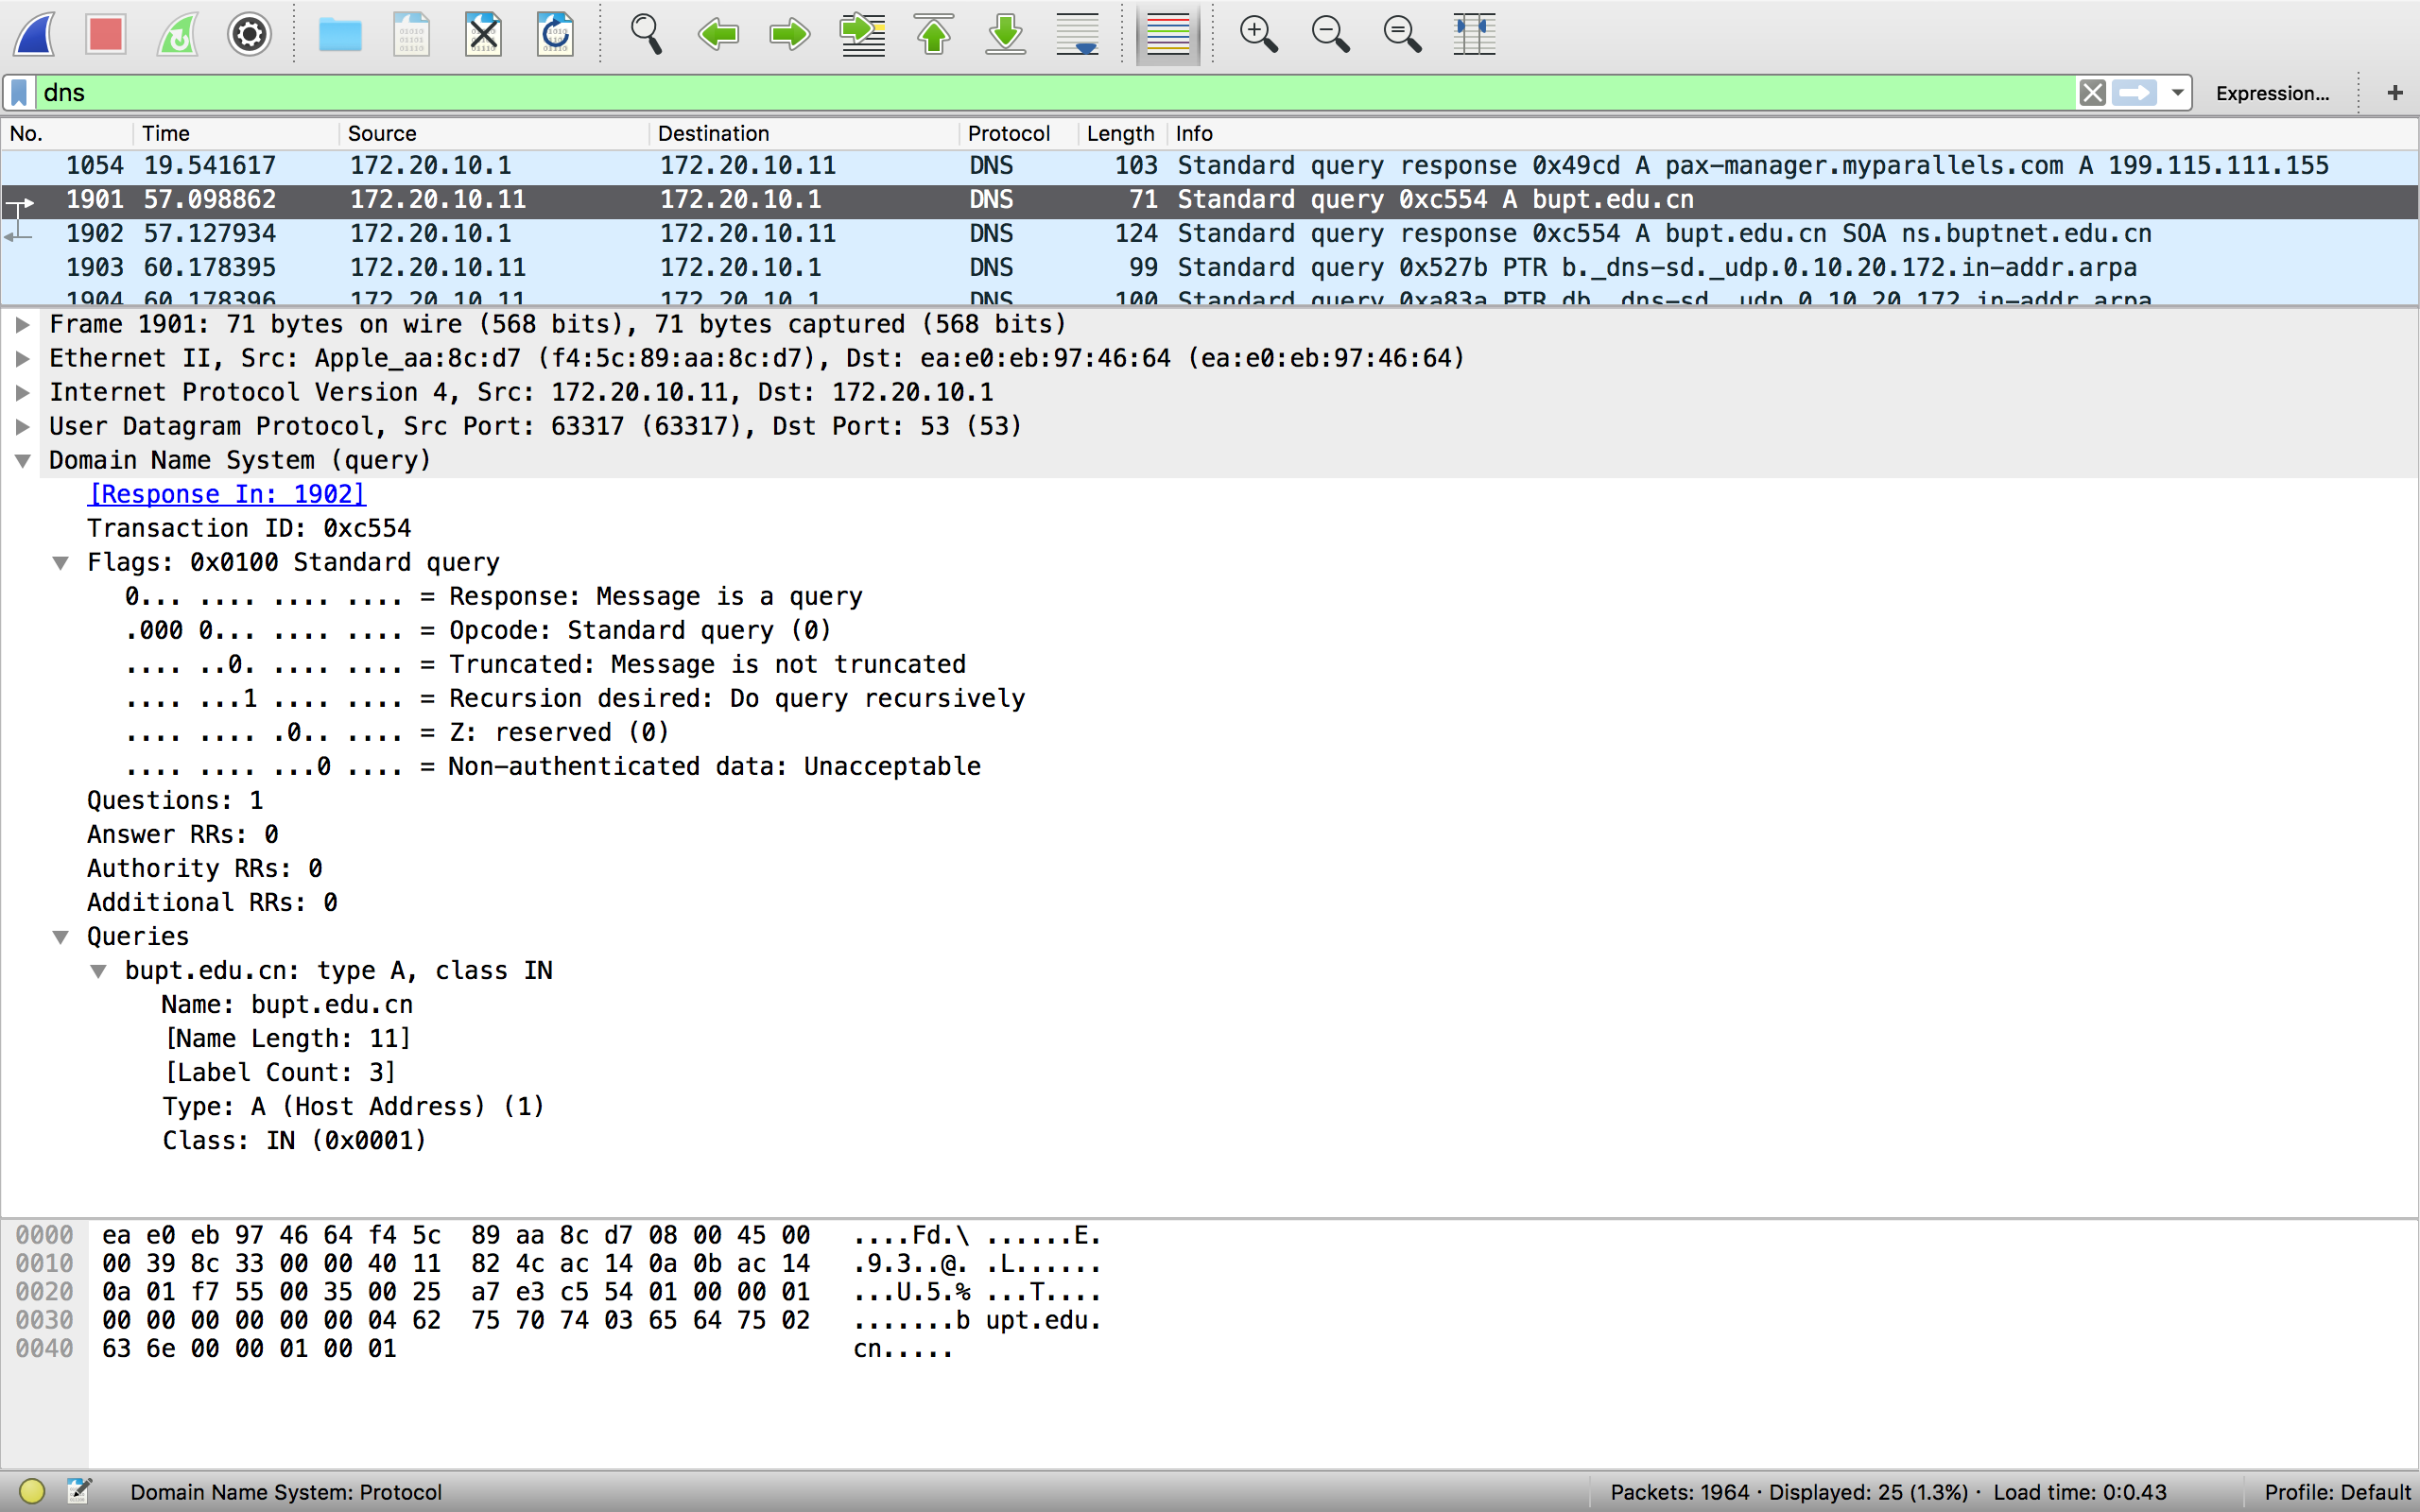 dns
Expression...
+
No. Time Source Destination Protocol Length Info
1054 19.541617 172.20.10.1 172.20.10.11 DNS 103 Standard query response 0x49cd A pax-manager.myparallels.com A 199.115.111.155
1901 57.098862 172.20.10.11 172.20.10.1 DNS 71 Standard query 0xc554 A bupt.edu.cn
1902 57.127934 172.20.10.1 172.20.10.11 DNS 124 Standard query response 0xc554 A bupt.edu.cn SOA ns.buptnet.edu.cn
1903 60.178395 172.20.10.11 172.20.10.1 DNS 99 Standard query 0x527b PTR b._dns-sd._udp.0.10.20.172.in-addr.arpa
1904 60.178396 172.20.10.11 172.20.10.1 DNS 100 Standard query 0xa83a PTR db._dns-sd._udp.0.10.20.172.in-addr.arpa
Frame 1901: 71 bytes on wire (568 bits), 71 bytes captured (568 bits)
Ethernet II, Src: Apple_aa:8c:d7 (f4:5c:89:aa:8c:d7), Dst: ea:e0:eb:97:46:64 (ea:e0:eb:97:46:64)
Internet Protocol Version 4, Src: 172.20.10.11, Dst: 172.20.10.1
User Datagram Protocol, Src Port: 63317 (63317), Dst Port: 53 (53)
Domain Name System (query)
[Response In: 1902]
Transaction ID: 0xc554
Flags: 0x0100 Standard query
0... .... .... .... = Response: Message is a query
.000 0... .... .... = Opcode: Standard query (0)
.... ..0. .... .... = Truncated: Message is not truncated
.... ...1 .... .... = Recursion desired: Do query recursively
.... .... .0.. .... = Z: reserved (0)
.... .... ...0 .... = Non-authenticated data: Unacceptable
Questions: 1
Answer RRs: 0
Authority RRs: 0
Additional RRs: 0
Queries
bupt.edu.cn: type A, class IN
Name: bupt.edu.cn
[Name Length: 11]
[Label Count: 3]
Type: A (Host Address) (1)
Class: IN (0x0001)
0000 ea e0 eb 97 46 64 f4 5c 89 aa 8c d7 08 00 45 00 ....Fd.\ ......E.
0010 00 39 8c 33 00 00 40 11 82 4c ac 14 0a 0b ac 14 .9.3..@. .L......
0020 0a 01 f7 55 00 35 00 25 a7 e3 c5 54 01 00 00 01 ...U.5.% ...T....
0030 00 00 00 00 00 00 04 62 75 70 74 03 65 64 75 02 .......b upt.edu.
0040 63 6e 00 00 01 00 01 cn.....
Domain Name System: Protocol
Packets: 1964 · Displayed: 25 (1.3%) · Load time: 0:0.43
Profile: Default